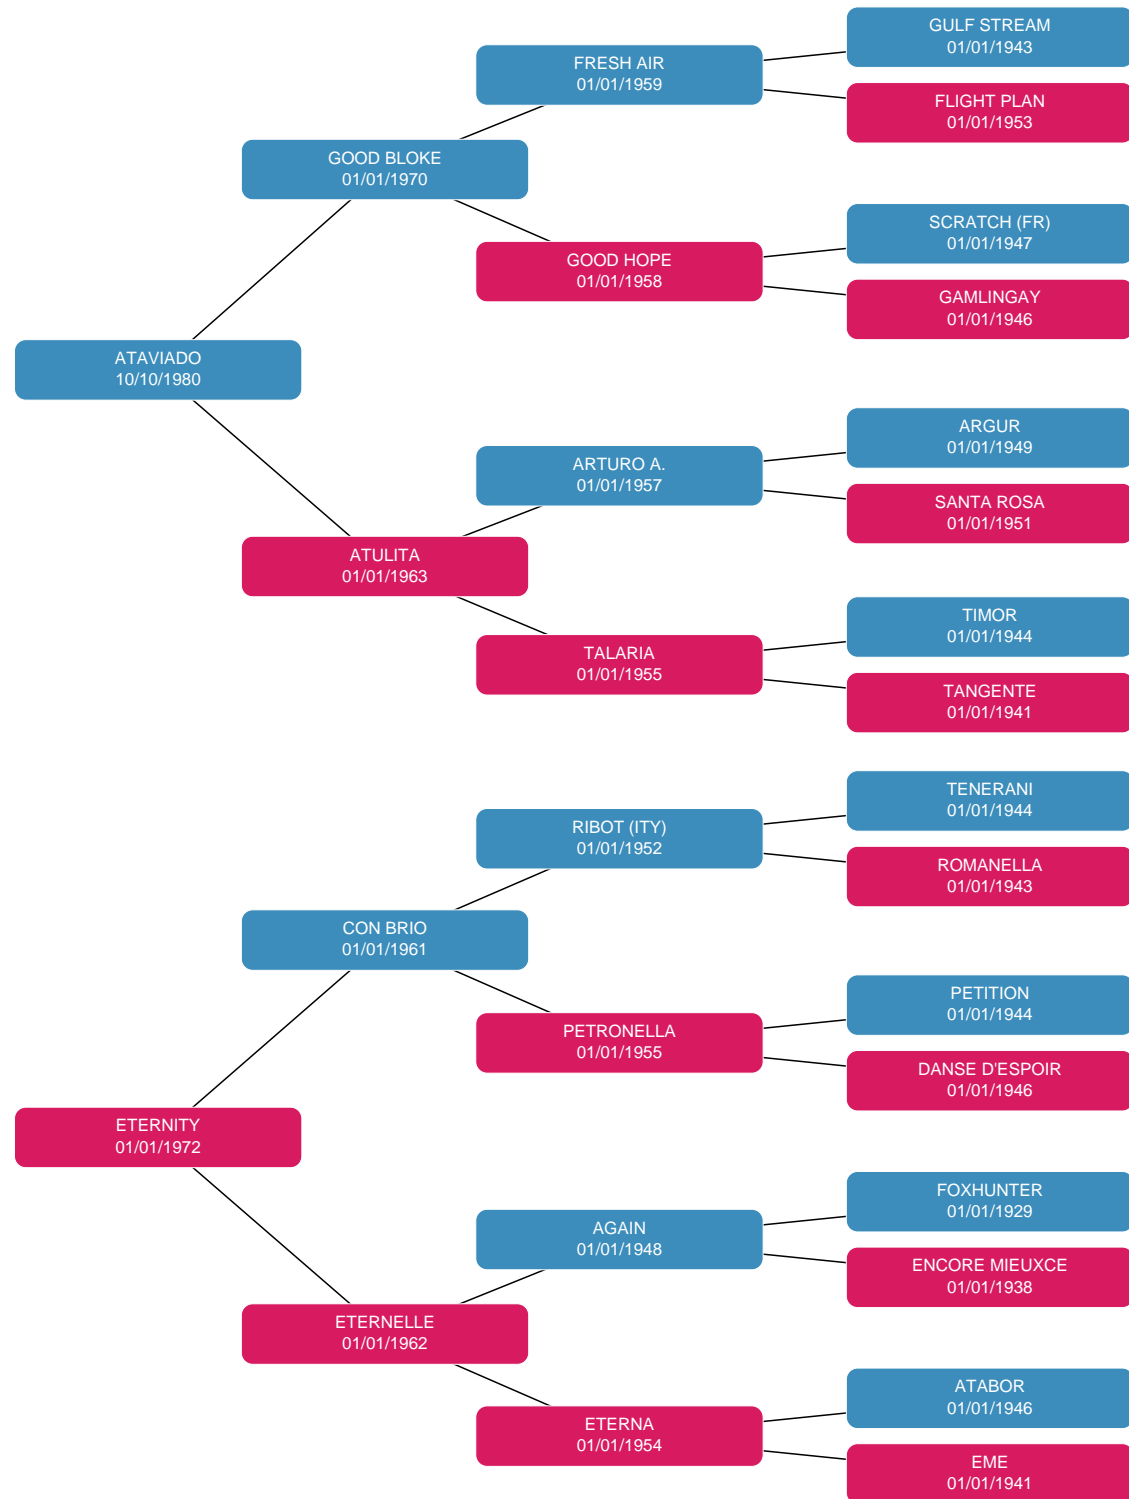 GULF STREAM
01/01/1943
FRESH AIR
01/01/1959
FLIGHT PLAN
01/01/1953
GOOD BLOKE
01/01/1970
SCRATCH (FR)
01/01/1947
GOOD HOPE
01/01/1958
GAMLINGAY
01/01/1946
ATAVIADO
10/10/1980
ARGUR
01/01/1949
ARTURO A.
01/01/1957
SANTA ROSA
01/01/1951
ATULITA
01/01/1963
TIMOR
01/01/1944
TALARIA
01/01/1955
TANGENTE
01/01/1941
TENERANI
01/01/1944
RIBOT (ITY)
01/01/1952
ROMANELLA
01/01/1943
CON BRIO
01/01/1961
PETITION
01/01/1944
PETRONELLA
01/01/1955
DANSE D'ESPOIR
01/01/1946
ETERNITY
01/01/1972
FOXHUNTER
01/01/1929
AGAIN
01/01/1948
ENCORE MIEUXCE
01/01/1938
ETERNELLE
01/01/1962
ATABOR
01/01/1946
ETERNA
01/01/1954
EME
01/01/1941